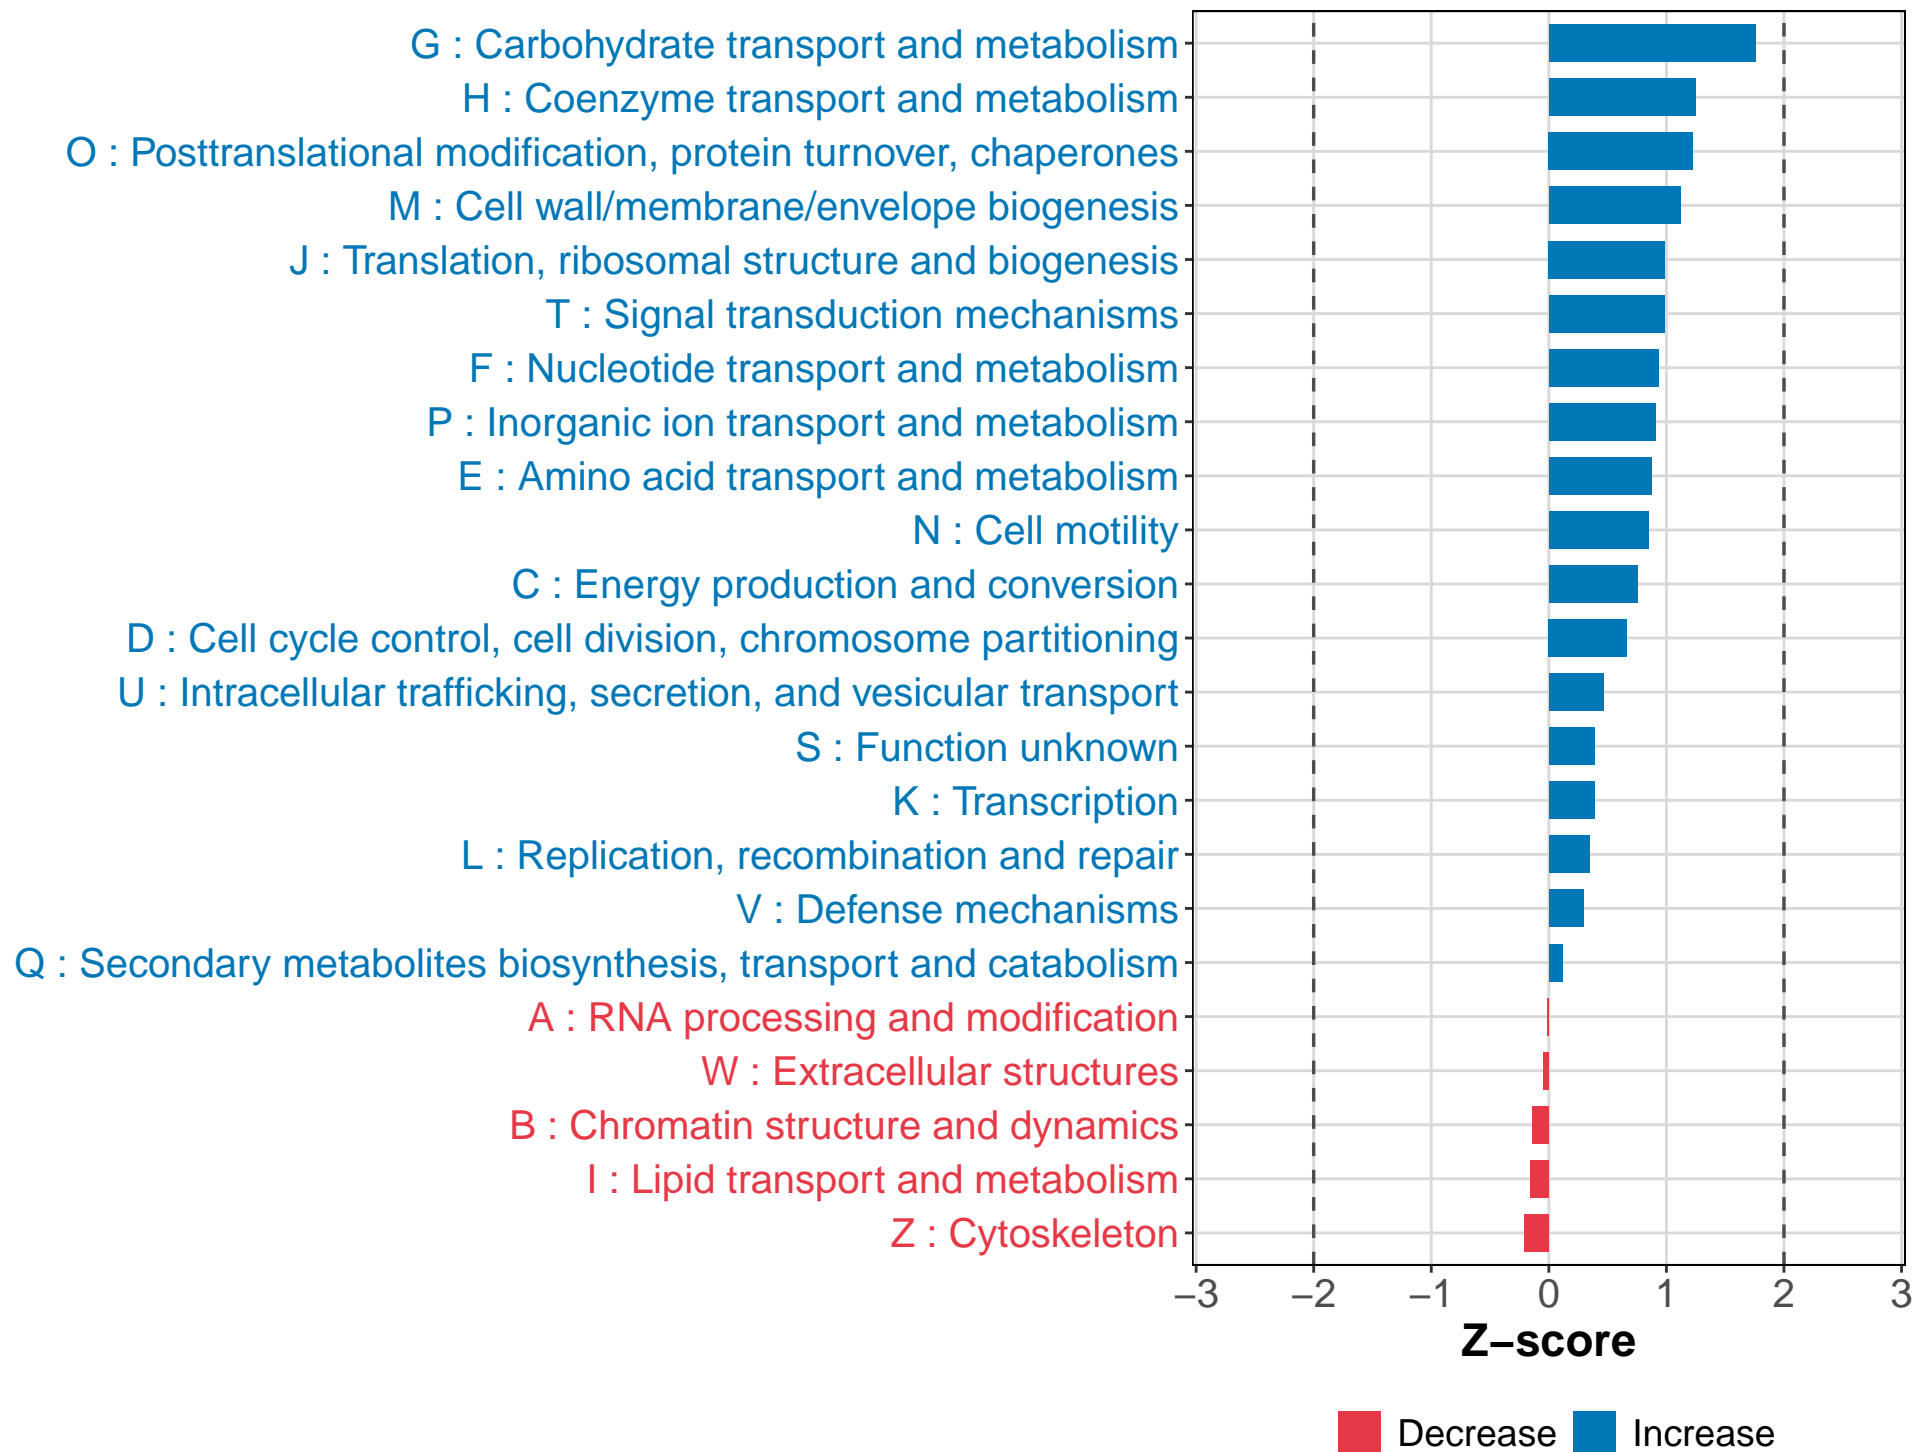 G : Carbohydrate transport and metabolism
H : Coenzyme transport and metabolism
O : Posttranslational modification, protein turnover, chaperones
M : Cell wall/membrane/envelope biogenesis
J : Translation, ribosomal structure and biogenesis
T : Signal transduction mechanisms
F : Nucleotide transport and metabolism
P : Inorganic ion transport and metabolism
E : Amino acid transport and metabolism
N : Cell motility
C : Energy production and conversion
D : Cell cycle control, cell division, chromosome partitioning
U : Intracellular trafficking, secretion, and vesicular transport
S : Function unknown
K : Transcription
L : Replication, recombination and repair
V : Defense mechanisms
Q : Secondary metabolites biosynthesis, transport and catabolism
A : RNA processing and modification
W : Extracellular structures
B : Chromatin structure and dynamics
I : Lipid transport and metabolism
Z : Cytoskeleton
−3 −2 −1 0 1 2 3
Z−score
Decrease Increase